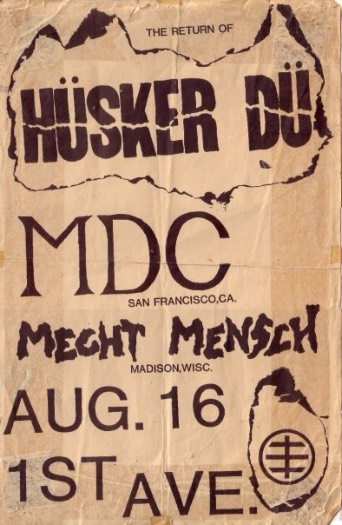 THE RETURN OF
HÜSKER DÜ
MDC
SAN FRANCISCO,CA.
MECHT MENSCH
MADISON,WISC.
AUG. 16
1ST AVE.